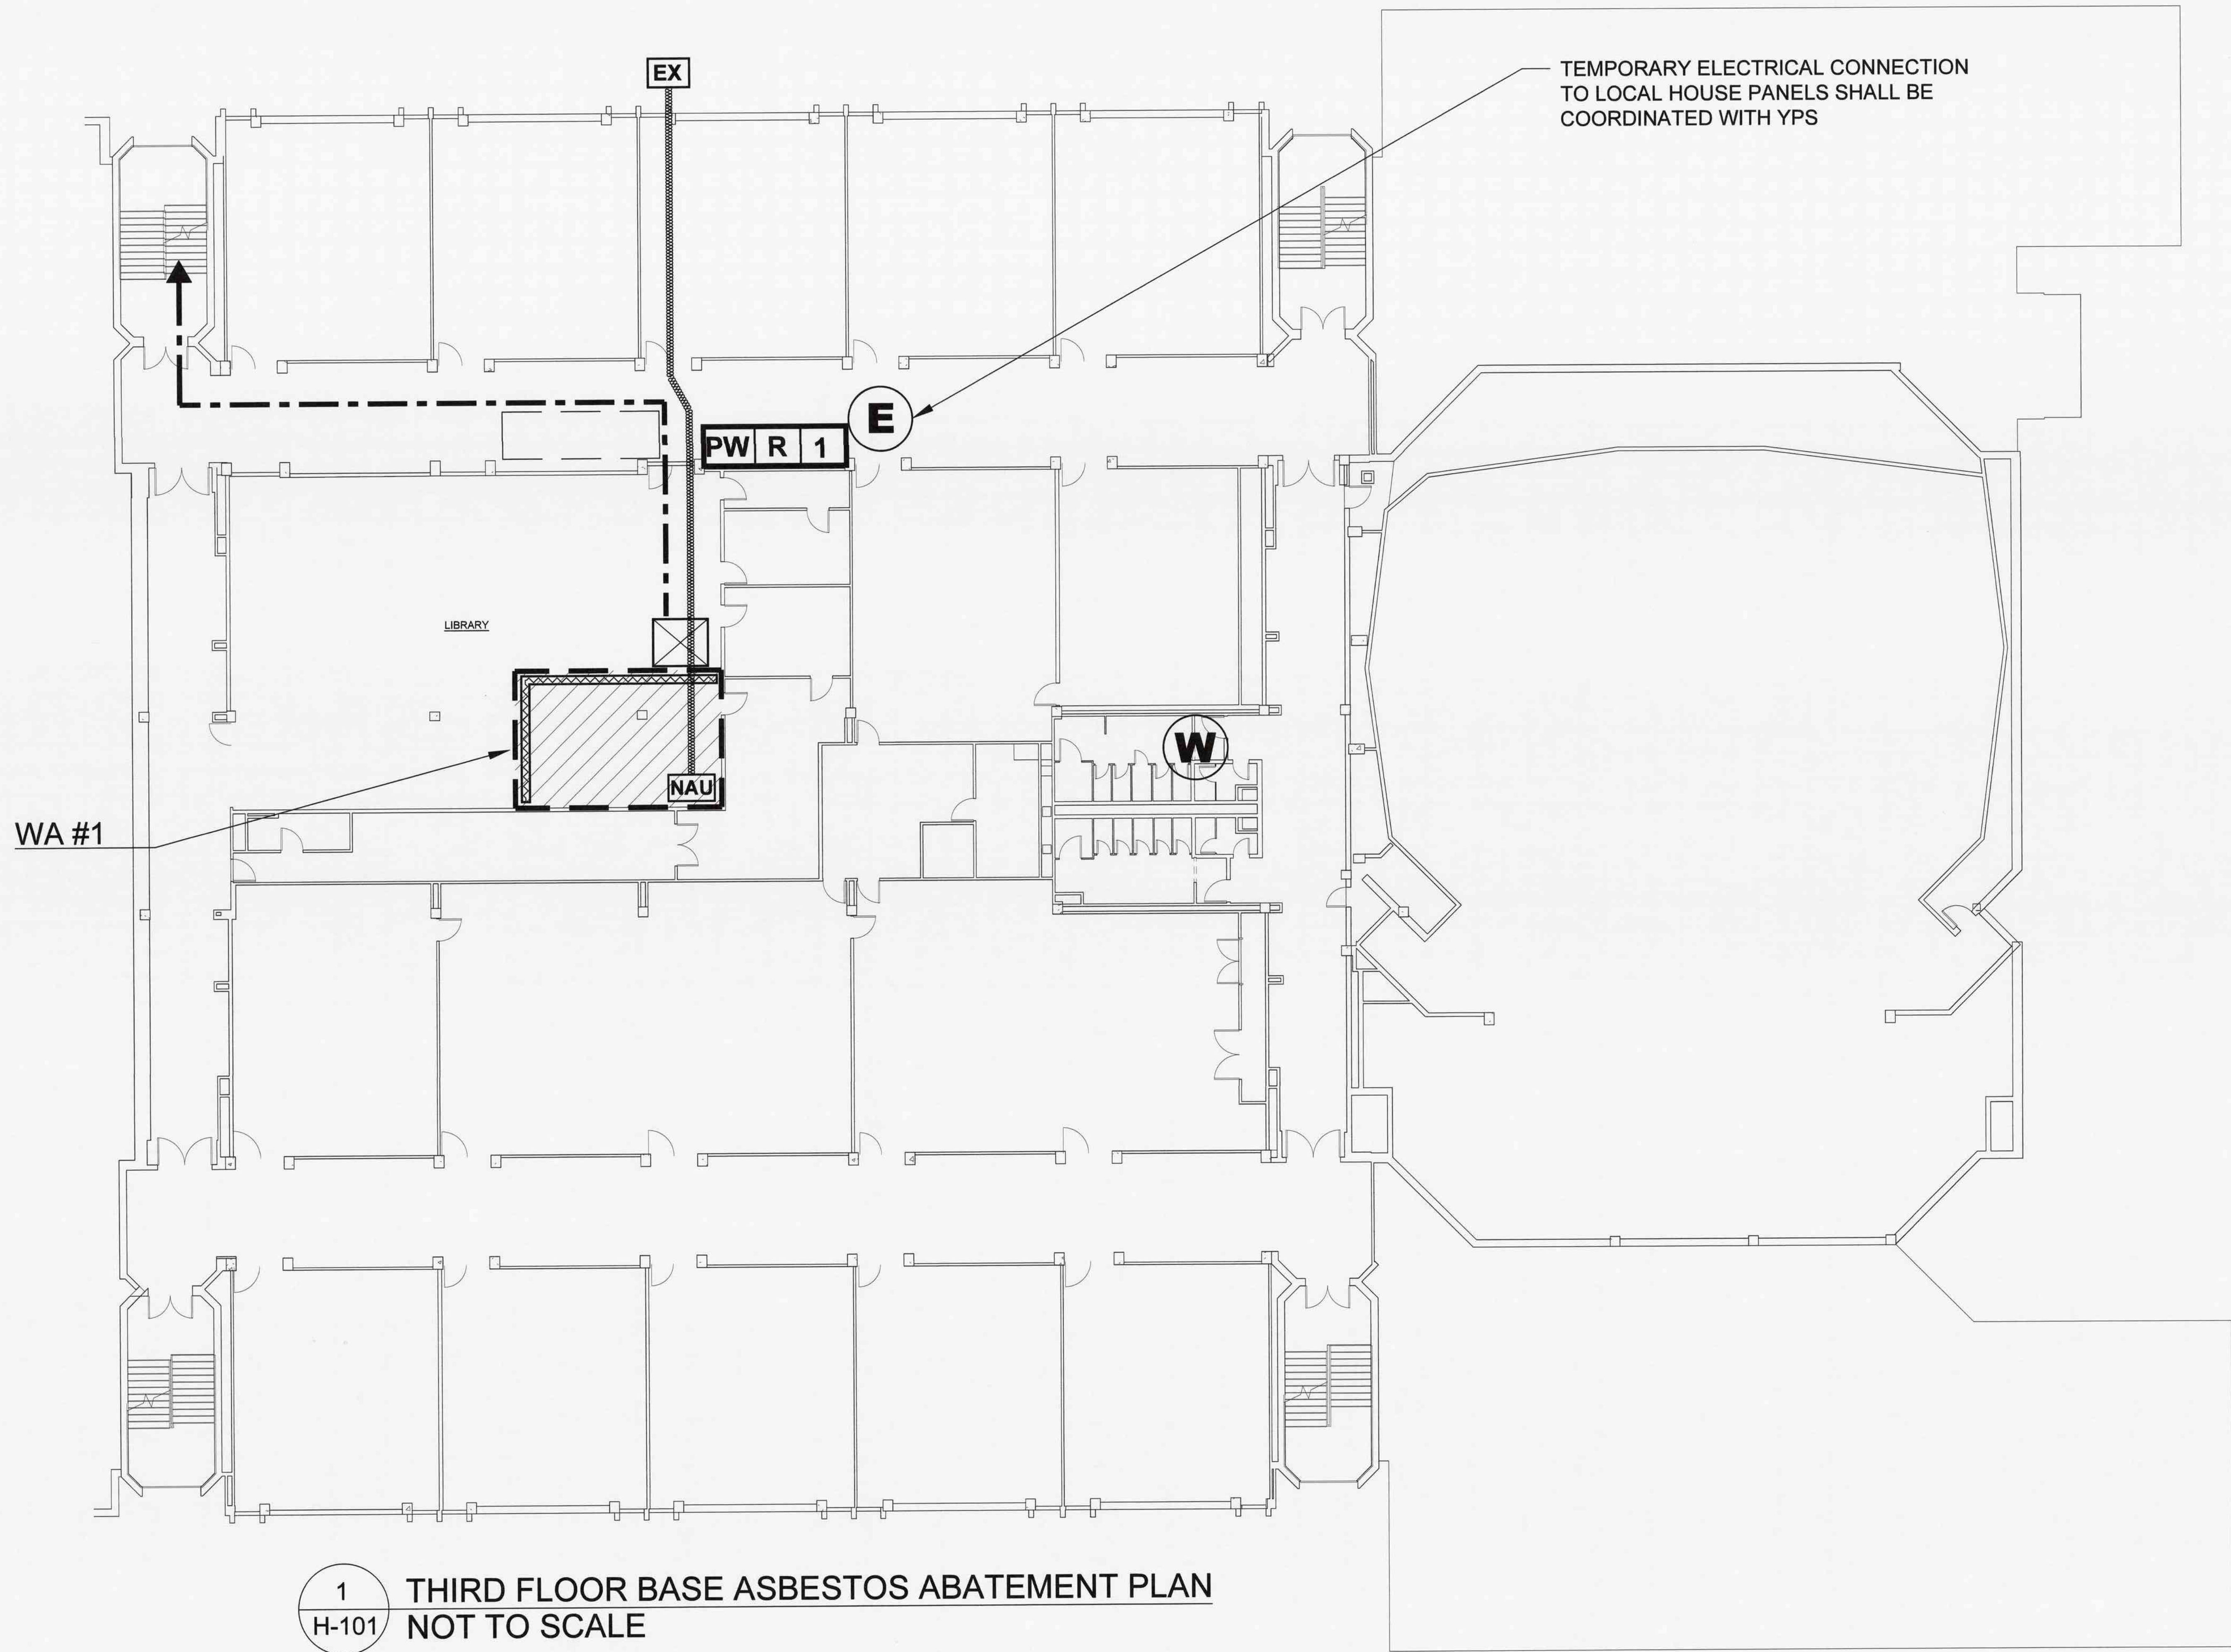 EX
TEMPORARY ELECTRICAL CONNECTION
TO LOCAL HOUSE PANELS SHALL BE
COORDINATED WITH YPS
E
PW R 1
LIBRARY
W
NAU
WA #1
1
H-101
THIRD FLOOR BASE ASBESTOS ABATEMENT PLAN
NOT TO SCALE